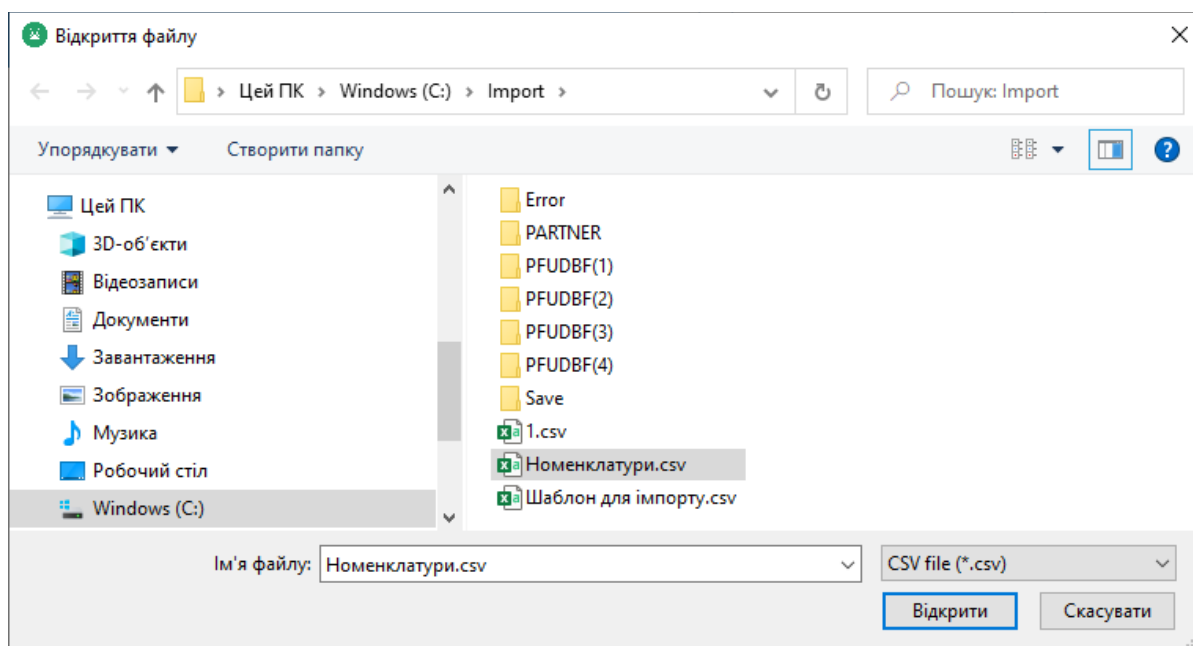 Відкриття файлу
Цей ПК > Windows (C:) > Import >
Пошук: Import
Упорядкувати
Створити папку
Цей ПК
3D-об'єкти
Відеозаписи
Документи
Завантаження
Зображення
Музика
Робочий стіл
Windows (C:)
Error
PARTNER
PFUDBF(1)
PFUDBF(2)
PFUDBF(3)
PFUDBF(4)
Save
1.csv
Номенклатури.csv
Шаблон для імпорту.csv
Ім'я файлу: Номенклатури.csv
CSV file (*.csv)
Відкрити
Скасувати